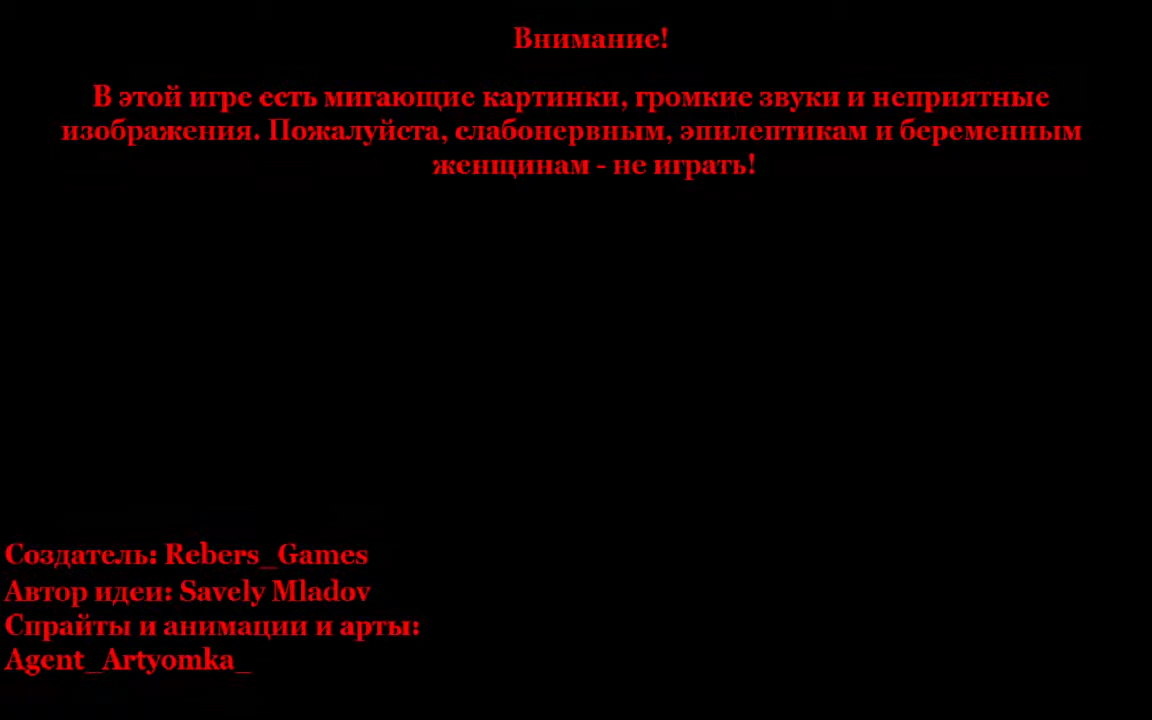 Внимание!
В этой игре есть мигающие картинки, громкие звуки и неприятные
изображения. Пожалуйста, слабонервным, эпилептикам и беременным
женщинам - не играть!
Создатель: Rebers_Games
Автор идеи: Savely Mladov
Спрайты и анимации и арты:
Agent_Artyomka_